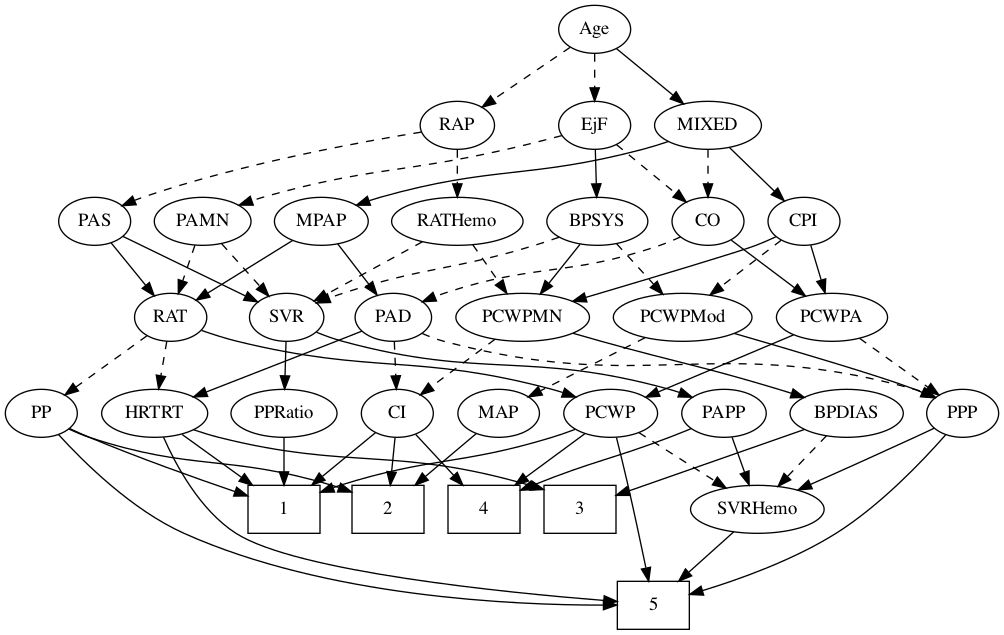 Age
RAP
EjF
MIXED
PAS
PAMN
MPAP
RATHemo
BPSYS
CO
CPI
RAT
SVR
PAD
PCWPMN
PCWPMod
PCWPA
PP
HRTRT
PPRatio
CI
MAP
PCWP
PAPP
BPDIAS
PPP
1
2
4
3
SVRHemo
5